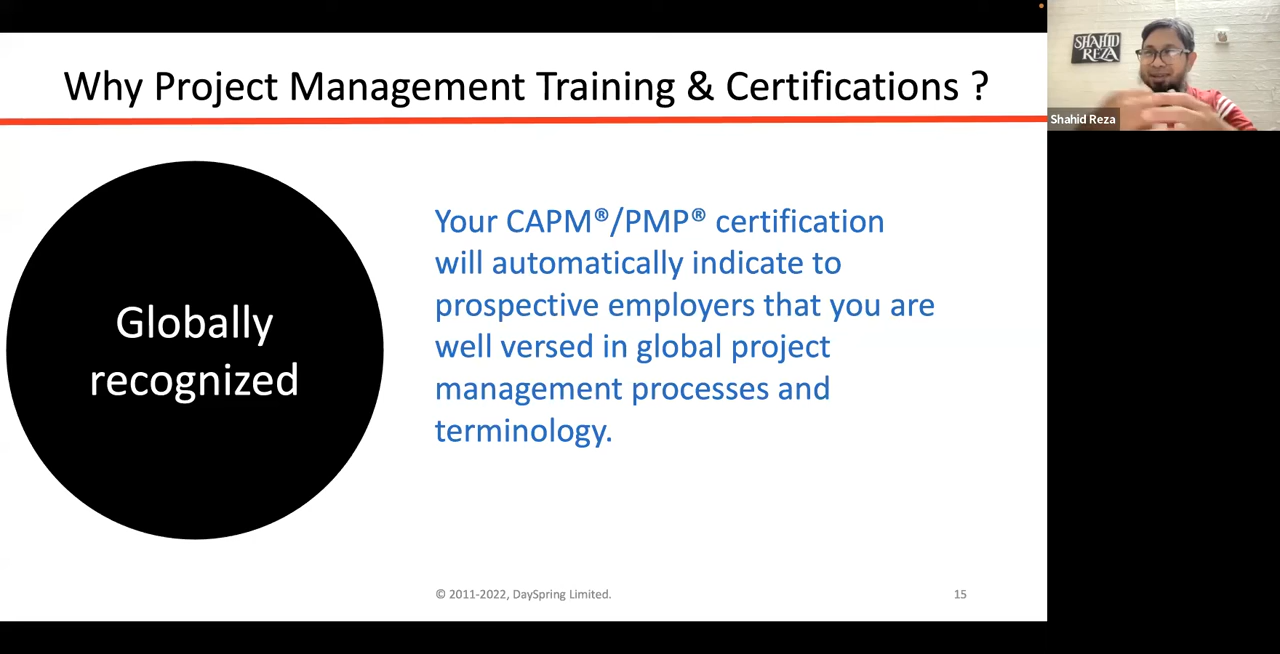 Why Project Management Training & Certifications ?
SHAHID
REZA
Shahid Reza
Globally
recognized
Your CAPM®/PMP® certification
will automatically indicate to
prospective employers that you are
well versed in global project
management processes and
terminology.
© 2011-2022, DaySpring Limited.
15